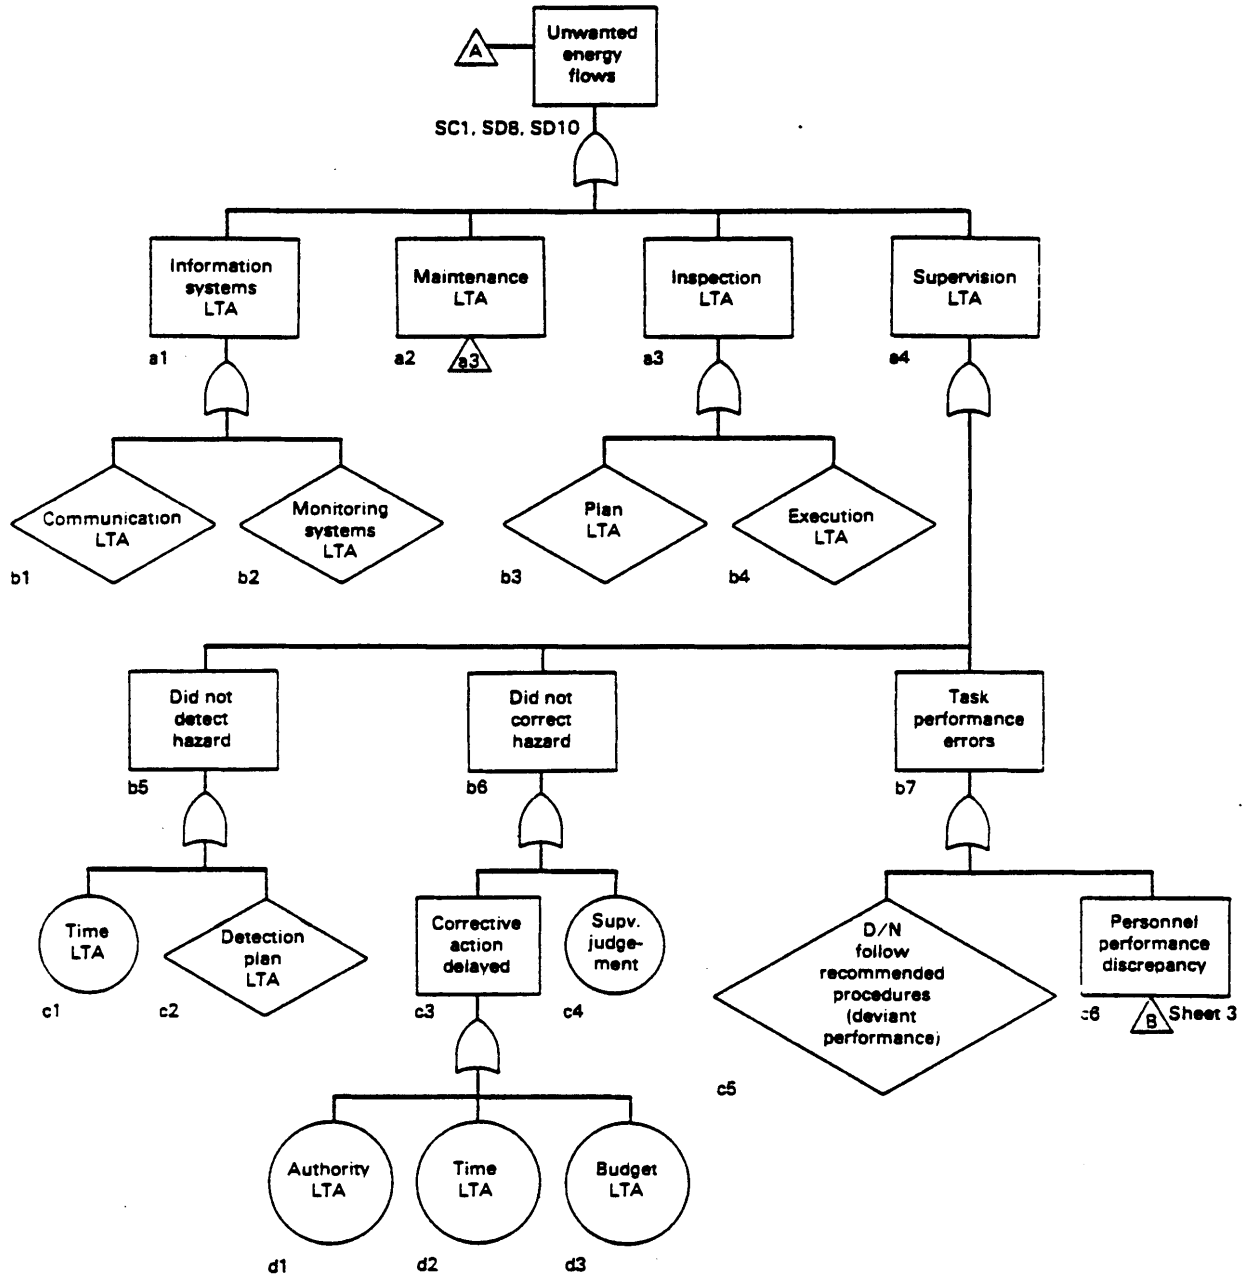 Unwanted
energy
flows
A
SC1, SD8, SD10
Information
systems
LTA
Maintenance
LTA
Inspection
LTA
Supervision
LTA
a1
a2
a3
a3
a4
Communication
LTA
Monitoring
systems
LTA
Plan
LTA
Execution
LTA
b1
b2
b3
b4
Did not
detect
hazard
Did not
correct
hazard
Task
performance
errors
b5
b6
b7
Time
LTA
Detection
plan
LTA
Corrective
action
delayed
Supv.
judge-
ment
D/N
follow
recommended
procedures
(deviant
performance)
Personnel
performance
discrepancy
c1
c2
c3
c4
c5
c6
B
Sheet 3
Authority
LTA
Time
LTA
Budget
LTA
d1
d2
d3